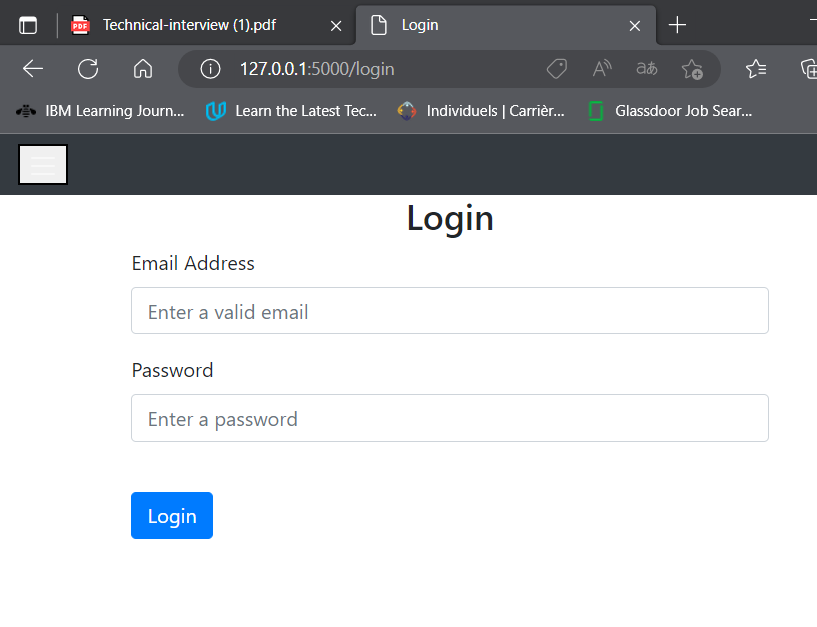 Technical-interview (1).pdf
Login
127.0.0.1:5000/login
IBM Learning Journ...
Learn the Latest Tec...
Individuels | Carrièr...
Glassdoor Job Sear...
Login
Email Address
Enter a valid email
Password
Enter a password
Login